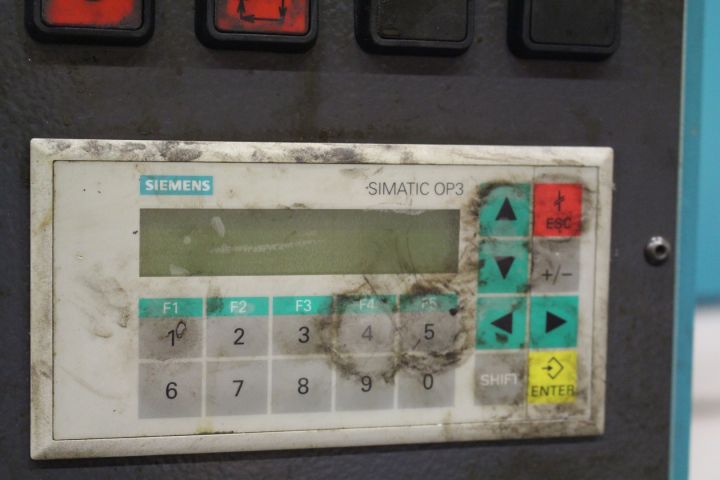 SIEMENS
SIMATIC OP3
ESC
+/−
F1 F2 F3 F4 F5
1 2 3 4 5
6 7 8 9 0
SHIFT
ENTER